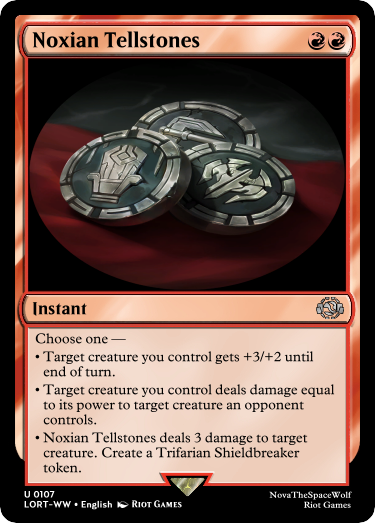 Noxian Tellstones
Instant
Choose one —
• Target creature you control gets +3/+2 until
end of turn.
• Target creature you control deals damage equal
to its power to target creature an opponent
controls.
• Noxian Tellstones deals 3 damage to target
creature. Create a Trifarian Shieldbreaker
token.
U 0107
LORT-WW • English RIOT GAMES
NovaTheSpaceWolf
Riot Games